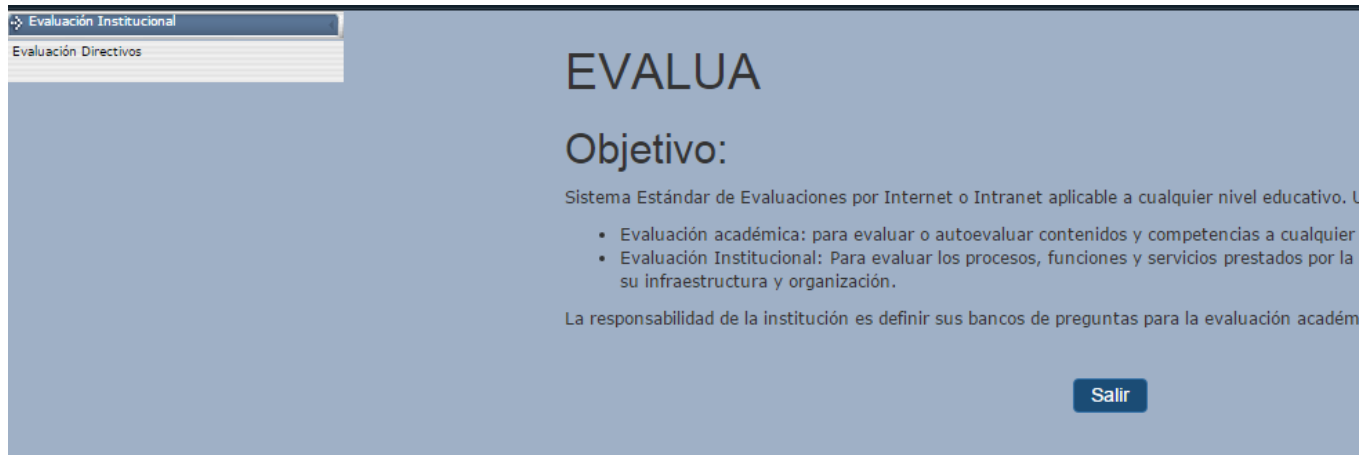 Evaluación Institucional
Evaluación Directivos
EVALUA
Objetivo:
Sistema Estándar de Evaluaciones por Internet o Intranet aplicable a cualquier nivel educativo.
• Evaluación académica: para evaluar o autoevaluar contenidos y competencias a cualquier
• Evaluación Institucional: Para evaluar los procesos, funciones y servicios prestados por la
su infraestructura y organización.
La responsabilidad de la institución es definir sus bancos de preguntas para la evaluación
Salir